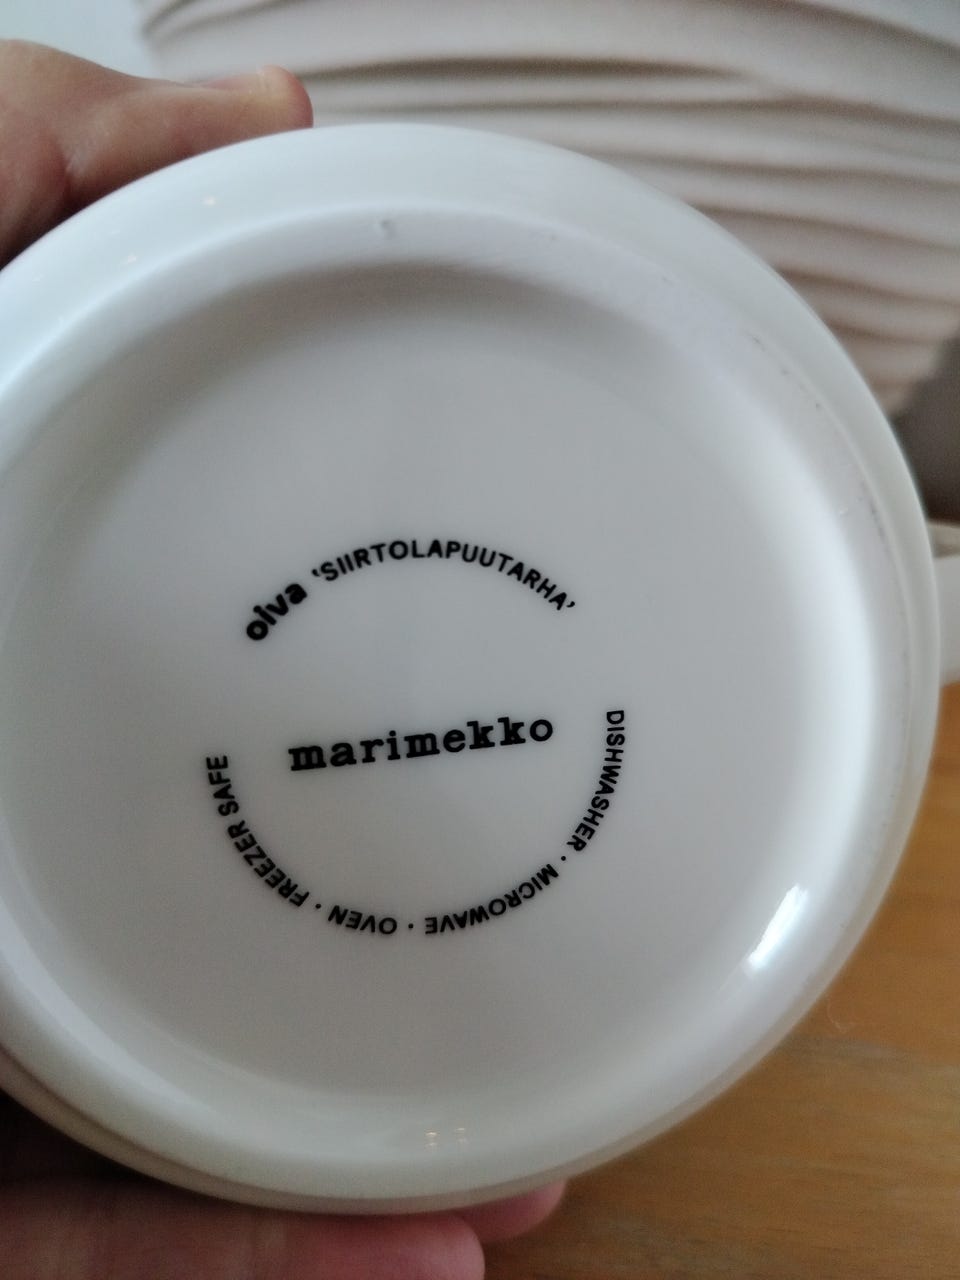 oiva 'SIIRTOLAPUUTARHA'
marimekko
DISHWASHER · MICROWAVE · OVEN · FREEZER SAFE